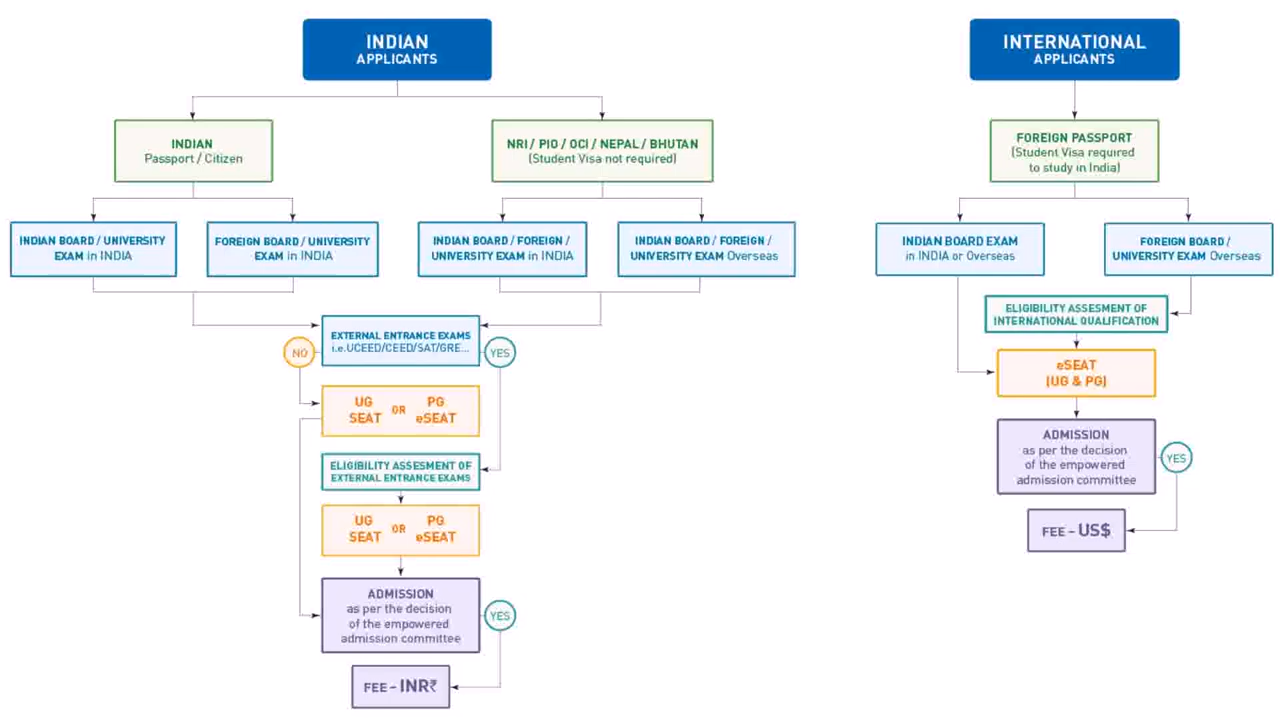 INDIAN
APPLICANTS
INDIAN
Passport / Citizen
NRI / PIO / OCI / NEPAL / BHUTAN
(Student Visa not required)
INDIAN BOARD / UNIVERSITY
EXAM in INDIA
FOREIGN BOARD / UNIVERSITY
EXAM in INDIA
INDIAN BOARD / FOREIGN /
UNIVERSITY EXAM in INDIA
INDIAN BOARD / FOREIGN /
UNIVERSITY EXAM Overseas
EXTERNAL ENTRANCE EXAMS
i.e.UCEED/CEED/SAT/GRE...
NO
YES
UG
SEAT
OR
PG
eSEAT
ELIGIBILITY ASSESMENT OF
EXTERNAL ENTRANCE EXAMS
UG
SEAT
OR
PG
eSEAT
ADMISSION
as per the decision
of the empowered
admission committee
YES
FEE - INR₹
INTERNATIONAL
APPLICANTS
FOREIGN PASSPORT
(Student Visa required
to study in India)
INDIAN BOARD EXAM
in INDIA or Overseas
FOREIGN BOARD /
UNIVERSITY EXAM Overseas
ELIGIBILITY ASSESMENT OF
INTERNATIONAL QUALIFICATION
eSEAT
(UG & PG)
ADMISSION
as per the decision
of the empowered
admission committee
YES
FEE - US$